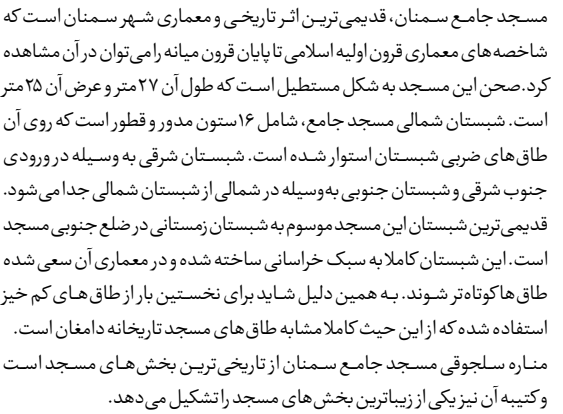 مسجد جامع سمنان، قدیمی‌ترین اثر تاریخی و معماری شهر سمنان است که
شاخصه‌های معماری قرون اولیه اسلامی تا پایان قرون میانه را می‌توان در آن مشاهده
کرد.صحن این مسجد به شکل مستطیل است که طول آن ۲۷ متر و عرض آن ۲۵ متر
است. شبستان شمالی مسجد جامع، شامل ۱۶ ستون مدور و قطور است که روی آن
طاق‌های ضربی شبستان استوار شده است. شبستان شرقی به وسیله در ورودی
جنوب شرقی و شبستان جنوبی به‌وسیله در شمالی از شبستان شمالی جدا می‌شود.
قدیمی‌ترین شبستان این مسجد موسوم به شبستان زمستانی در ضلع جنوبی مسجد
است. این شبستان کاملا به سبک خراسانی ساخته شده و در معماری آن سعی شده
طاق‌ها کوتاه‌تر شوند. به همین دلیل شاید برای نخستین بار از طاق‌های کم خیز
استفاده شده که از این حیث کاملا مشابه طاق‌های مسجد تاریخانه دامغان است.
مناره سلجوقی مسجد جامع سمنان از تاریخی‌ترین بخش‌های مسجد است
و کتیبه آن نیز یکی از زیباترین بخش‌های مسجد را تشکیل می‌دهد.